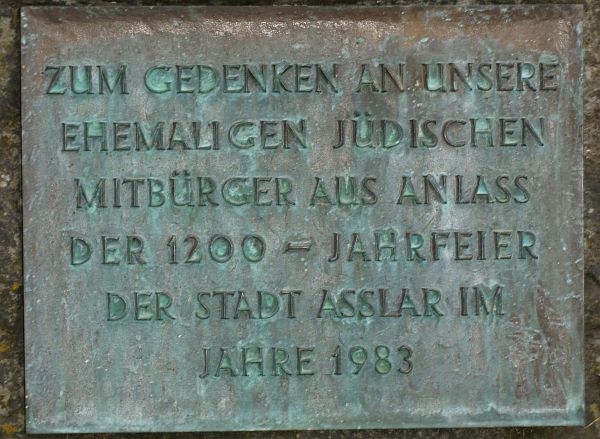 ZUM GEDENKEN AN UNSERE
EHEMALIGEN JÜDISCHEN
MITBÜRGER AUS ANLASS
DER 1200 – JAHRFEIER
DER STADT ASSLAR IM
JAHRE 1983